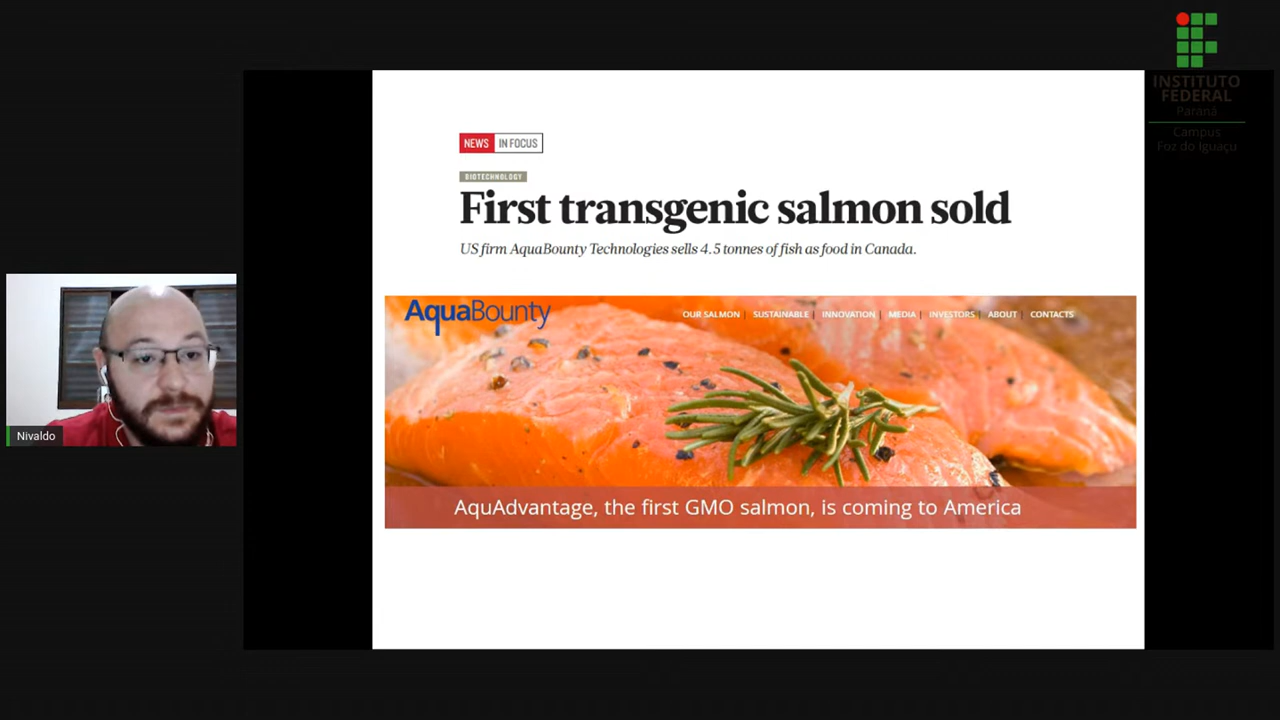 INSTITUTO
FEDERAL
Paraná
Campus
Foz do Iguaçu
NEWS IN FOCUS
BIOTECHNOLOGY
First transgenic salmon sold
US firm AquaBounty Technologies sells 4.5 tonnes of fish as food in Canada.
AquaBounty
OUR SALMON | SUSTAINABLE | INNOVATION | MEDIA | INVESTORS | ABOUT | CONTACTS
AquAdvantage, the first GMO salmon, is coming to America
Nivaldo